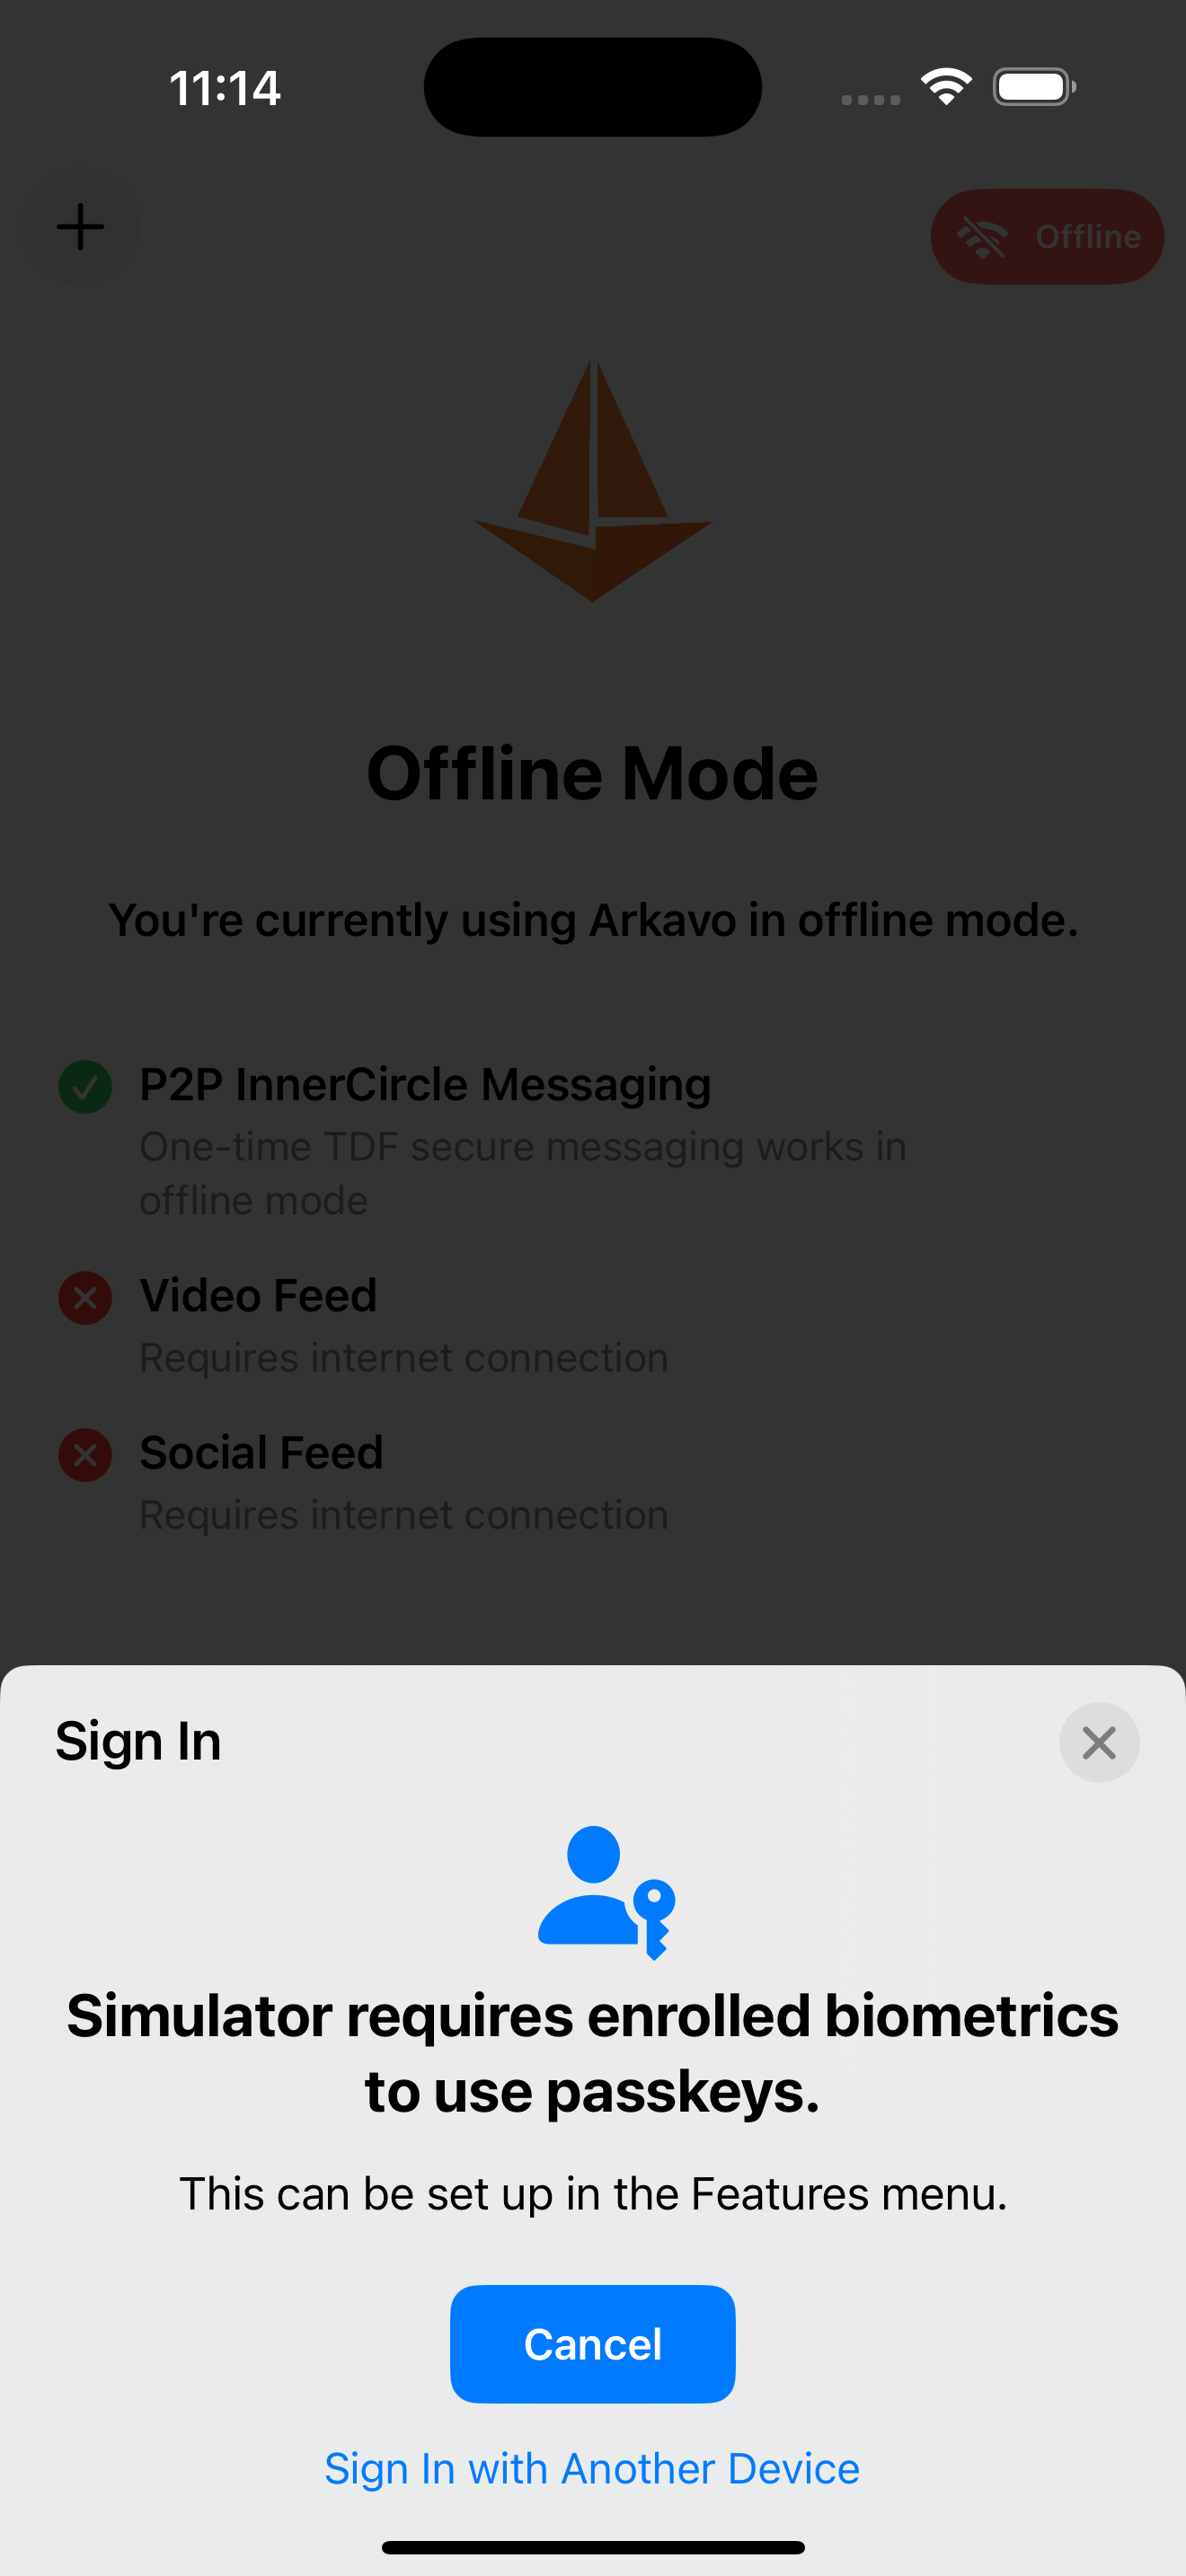 11:14
Offline
Offline Mode
You're currently using Arkavo in offline mode.
P2P InnerCircle Messaging
One-time TDF secure messaging works in
offline mode
Video Feed
Requires internet connection
Social Feed
Requires internet connection
Sign In
Simulator requires enrolled biometrics
to use passkeys.
This can be set up in the Features menu.
Cancel
Sign In with Another Device